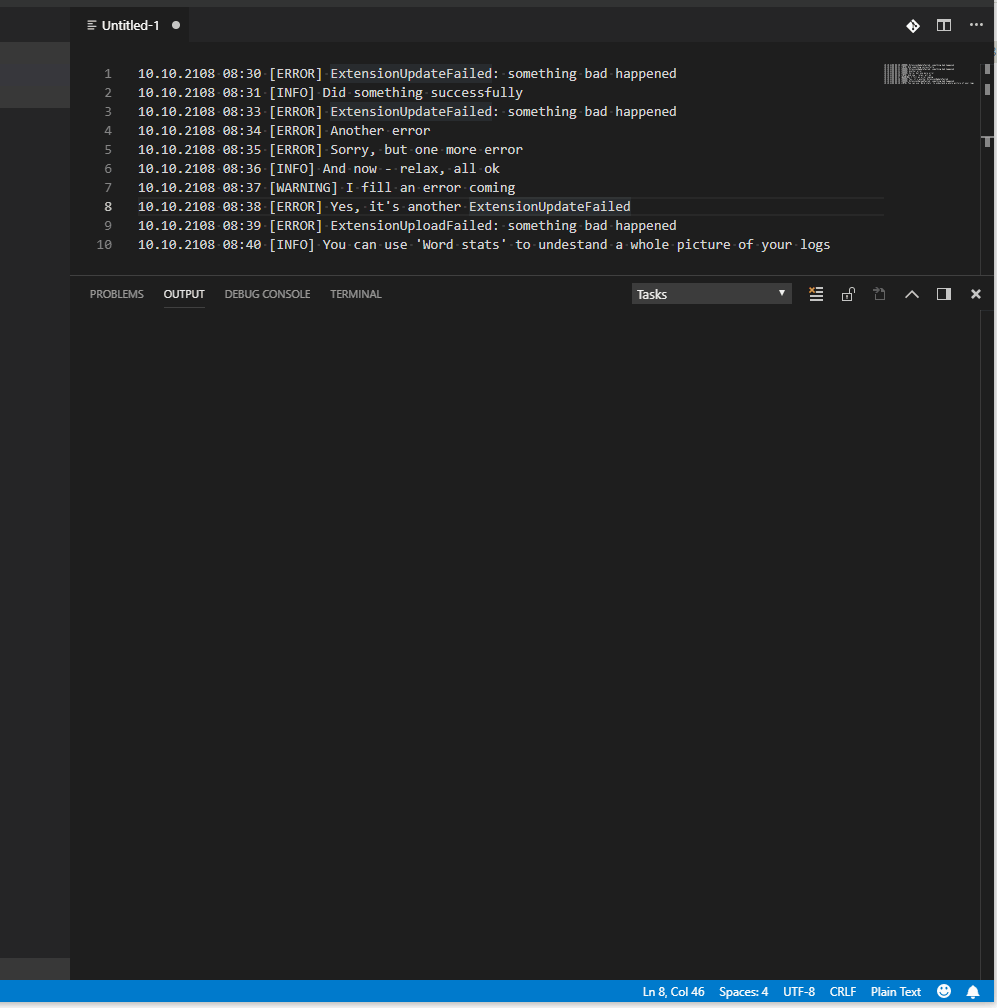 Untitled-1
1 10.10.2108 08:30 [ERROR] ExtensionUpdateFailed: something bad happened
2 10.10.2108 08:31 [INFO] Did something successfully
3 10.10.2108 08:33 [ERROR] ExtensionUpdateFailed: something bad happened
4 10.10.2108 08:34 [ERROR] Another error
5 10.10.2108 08:35 [ERROR] Sorry, but one more error
6 10.10.2108 08:36 [INFO] And now - relax, all ok
7 10.10.2108 08:37 [WARNING] I fill an error coming
8 10.10.2108 08:38 [ERROR] Yes, it's another ExtensionUpdateFailed
9 10.10.2108 08:39 [ERROR] ExtensionUploadFailed: something bad happened
10 10.10.2108 08:40 [INFO] You can use 'Word stats' to undestand a whole picture of your logs
PROBLEMS OUTPUT DEBUG CONSOLE TERMINAL Tasks
Ln 8, Col 46 Spaces: 4 UTF-8 CRLF Plain Text